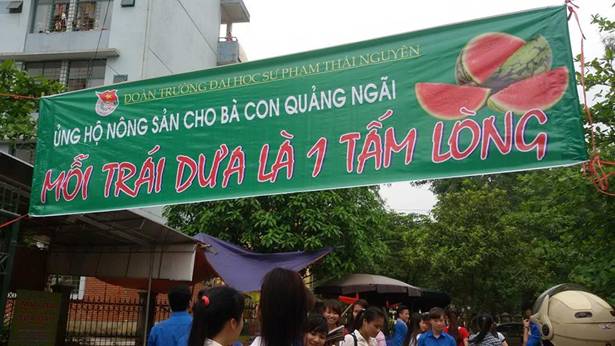 ĐOÀN TRƯỜNG ĐẠI HỌC SƯ PHẠM THÁI NGUYÊN
ỦNG HỘ NÔNG SẢN CHO BÀ CON QUẢNG NGÃI
MỖI TRÁI DƯA LÀ 1 TẤM LÒNG